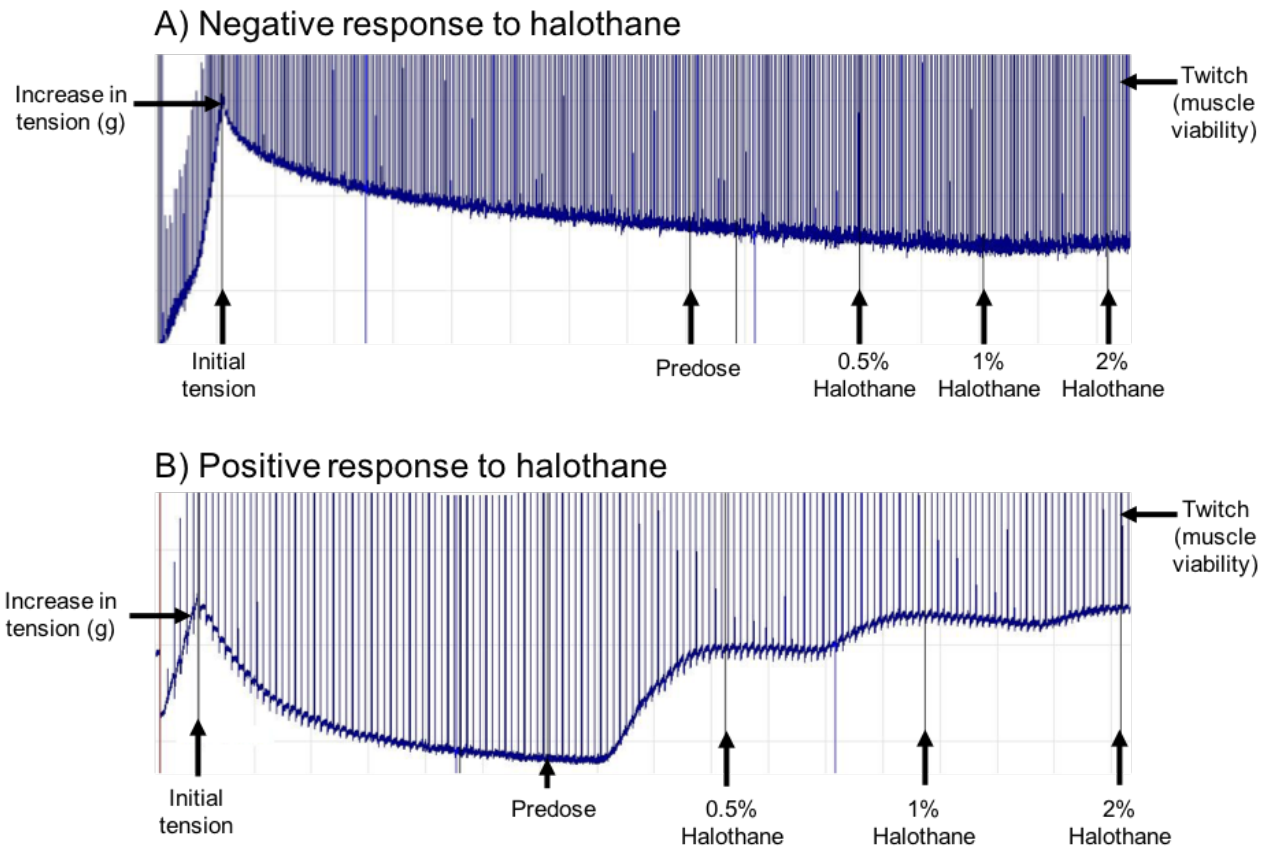 A) Negative response to halothane
Increase in
tension (g)
Twitch
(muscle
viability)
Initial
tension
Predose
0.5%
Halothane
1%
Halothane
2%
Halothane
B) Positive response to halothane
Increase in
tension (g)
Twitch
(muscle
viability)
Initial
tension
Predose
0.5%
Halothane
1%
Halothane
2%
Halothane